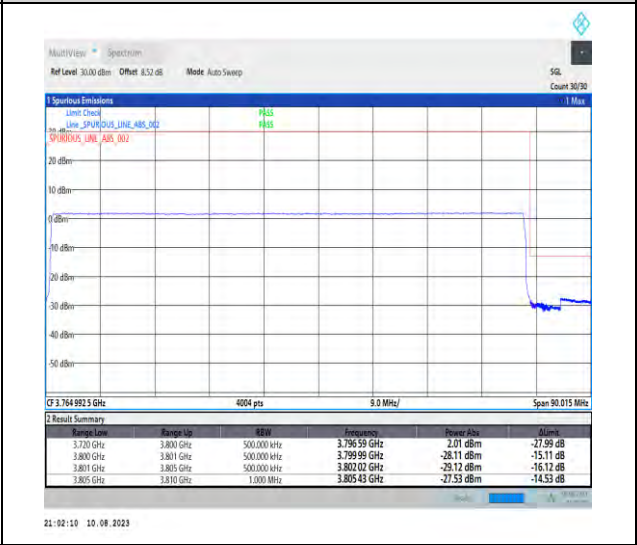 MultiView Spectrum
Ref Level 30.00 dBm Offset 8.52 dB Mode Auto Sweep SGL
Count 30/30
1 Spurious Emissions 1 Max
Limit Check PASS
Line _SPURIOUS_LINE_ABS_002 PASS
_SPURIOUS_LINE_ABS_002
20 dBm
10 dBm
0 dBm
-10 dBm
-20 dBm
-30 dBm
-40 dBm
-50 dBm
CF 3.764 992 5 GHz 4004 pts 9.0 MHz/ Span 90.015 MHz
2 Result Summary
Range Low Range Up RBW Frequency Power Abs ΔLimit
3.720 GHz 3.800 GHz 500.000 kHz 3.796 59 GHz 2.01 dBm -27.99 dB
3.800 GHz 3.801 GHz 500.000 kHz 3.799 99 GHz -28.11 dBm -15.11 dB
3.801 GHz 3.805 GHz 500.000 kHz 3.802 02 GHz -29.12 dBm -16.12 dB
3.805 GHz 3.810 GHz 1.000 MHz 3.805 43 GHz -27.53 dBm -14.53 dB
21:02:10 10.08.2023